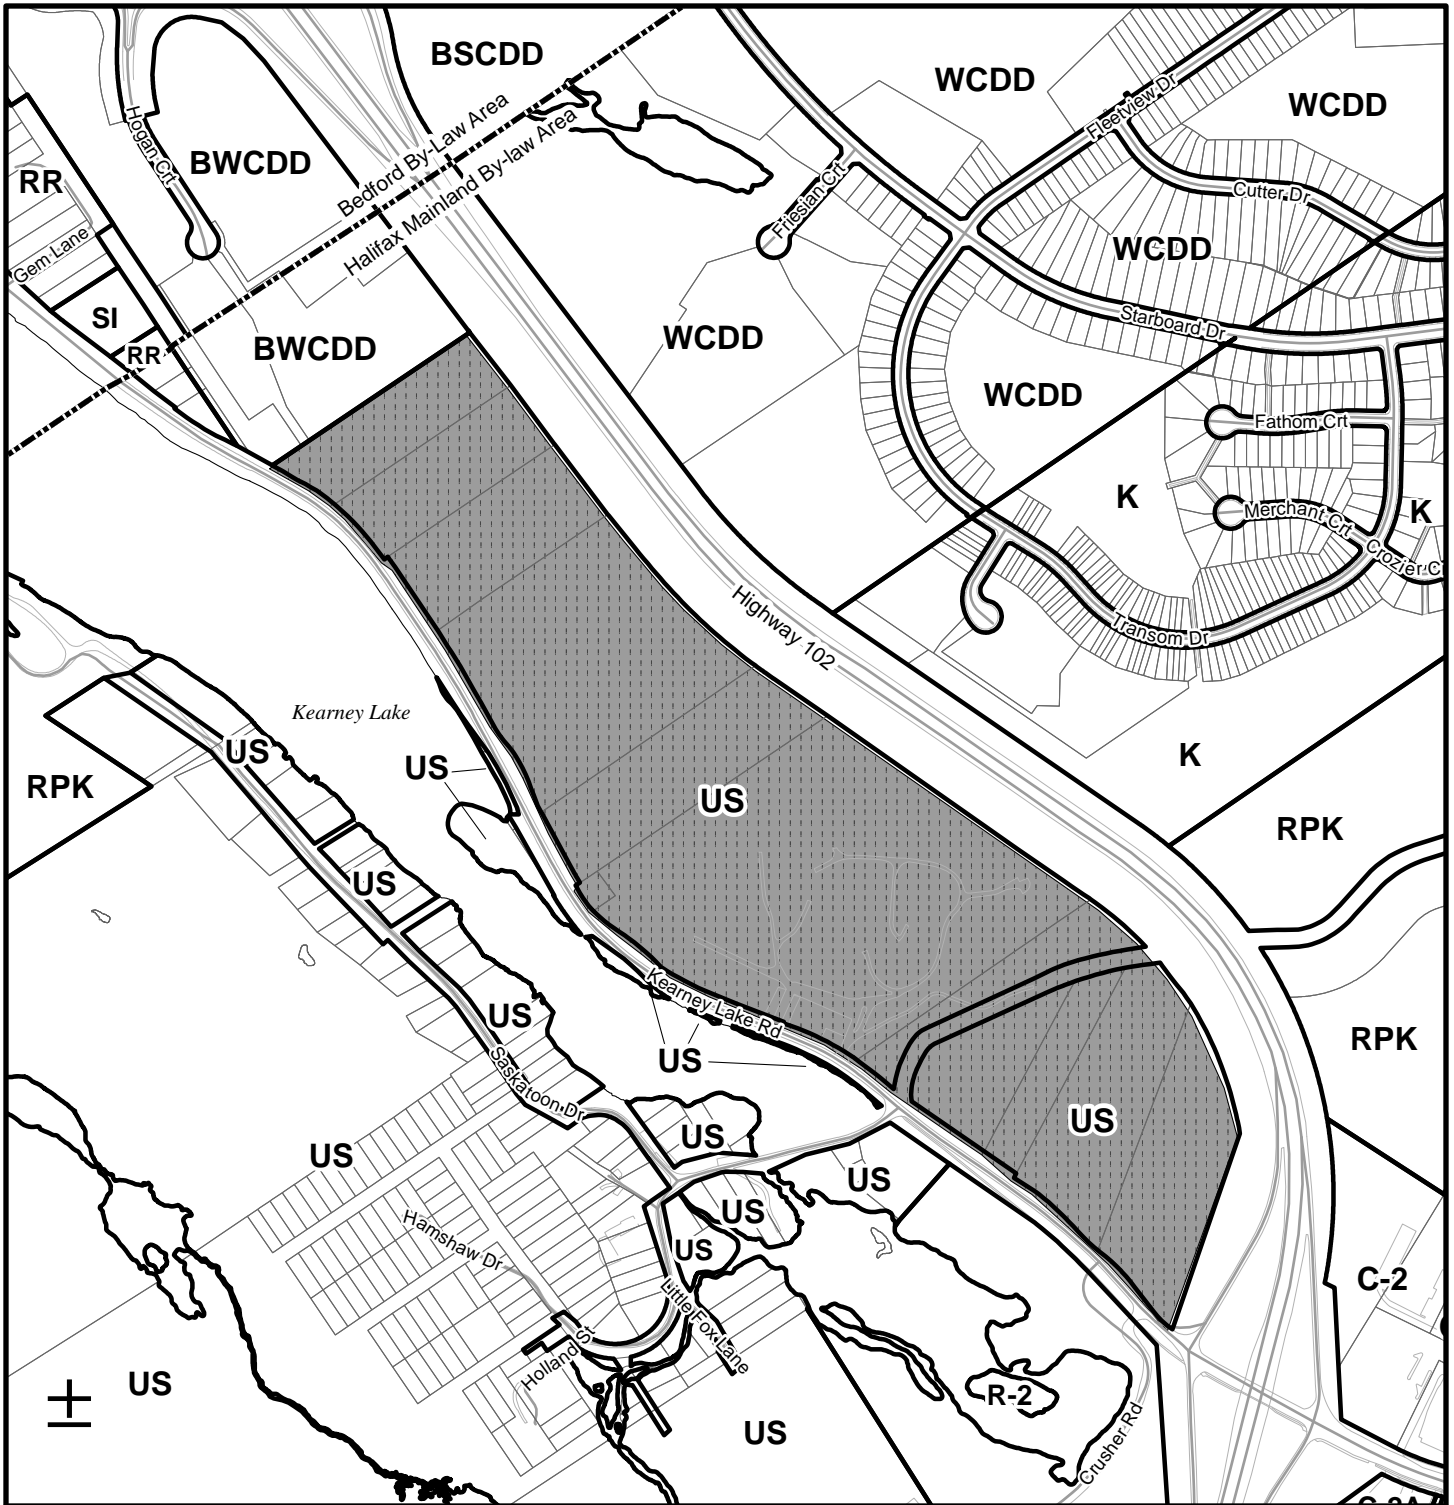 BSCDD
WCDD
WCDD
Fleetview Dr
Bedford By-Law Area
Halifax Mainland By-law Area
Hogan Crt
BWCDD
RR
Friesian Crt
Cutter Dr
Gem Lane
WCDD
SI
Starboard Dr
RR
BWCDD
WCDD
WCDD
Fathom Crt
K
Merchant Crt
K
Crozier C
Highway 102
Transom Dr
Kearney Lake
US
US
K
RPK
US
RPK
US
Kearney Lake Rd
US
RPK
US
Saskatoon Dr
US
US
US
US
US
Hamshaw Dr
US
Little Fox Lane
C-2
Holland St
US
R-2
US
Crusher Rd